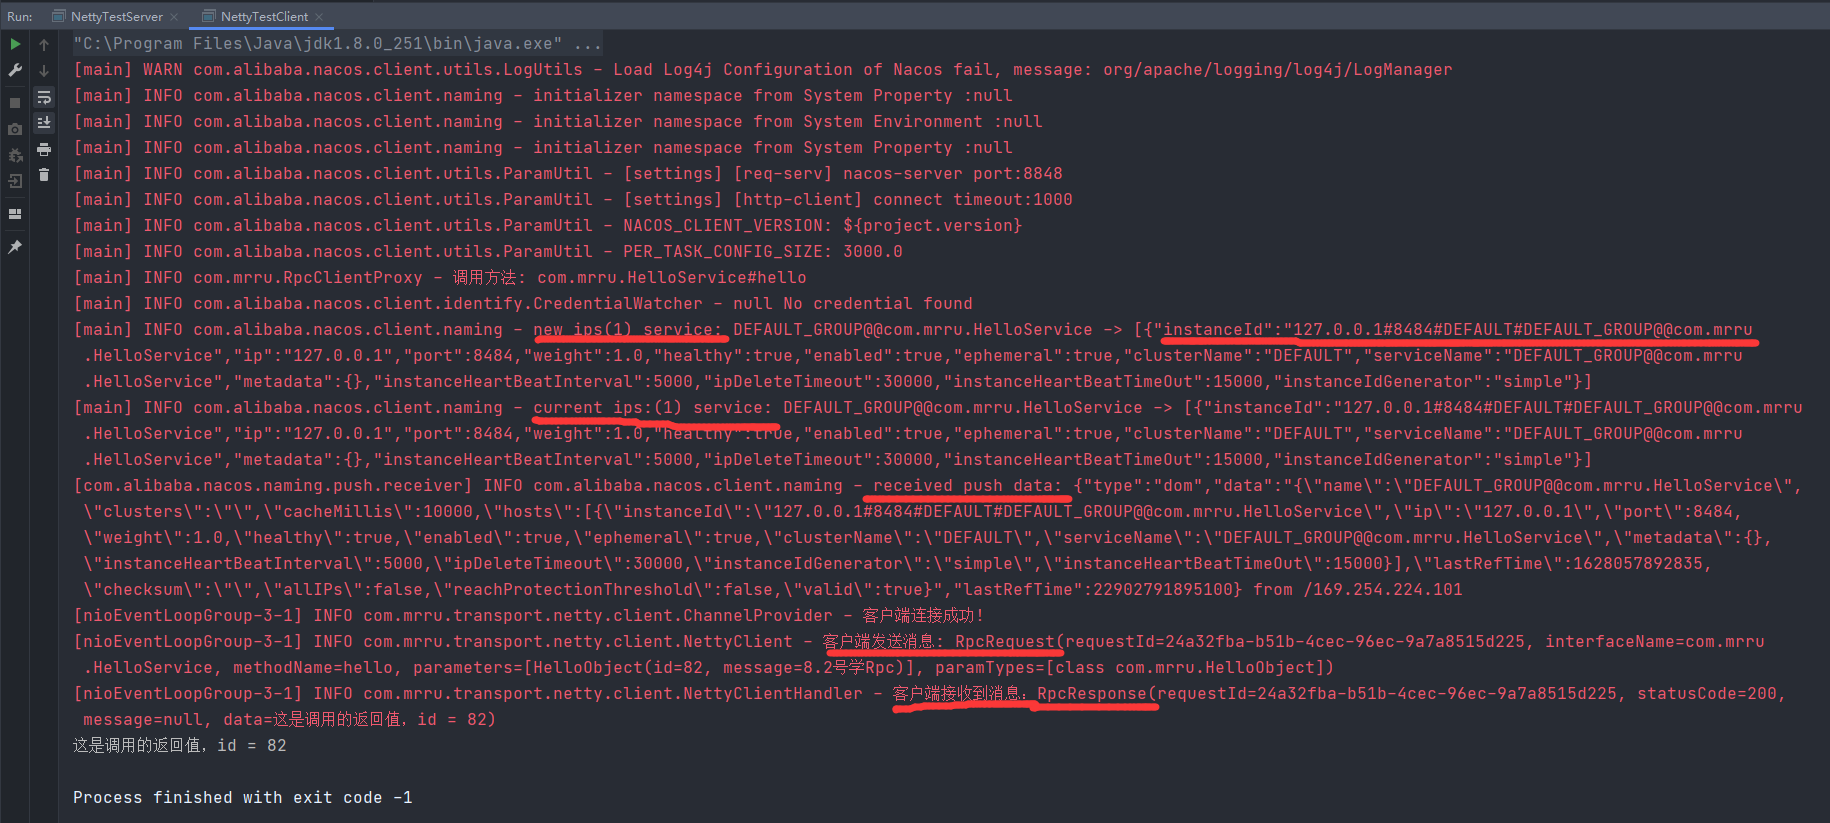 Run: NettyTestServer × NettyTestClient ×
"C:\Program Files\Java\jdk1.8.0_251\bin\java.exe" ...
[main] WARN com.alibaba.nacos.client.utils.LogUtils - Load Log4j Configuration of Nacos fail, message: org/apache/logging/log4j/LogManager
[main] INFO com.alibaba.nacos.client.naming - initializer namespace from System Property :null
[main] INFO com.alibaba.nacos.client.naming - initializer namespace from System Environment :null
[main] INFO com.alibaba.nacos.client.naming - initializer namespace from System Property :null
[main] INFO com.alibaba.nacos.client.utils.ParamUtil - [settings] [req-serv] nacos-server port:8848
[main] INFO com.alibaba.nacos.client.utils.ParamUtil - [settings] [http-client] connect timeout:1000
[main] INFO com.alibaba.nacos.client.utils.ParamUtil - NACOS_CLIENT_VERSION: ${project.version}
[main] INFO com.alibaba.nacos.client.utils.ParamUtil - PER_TASK_CONFIG_SIZE: 3000.0
[main] INFO com.mrru.RpcClientProxy - 调用方法: com.mrru.HelloService#hello
[main] INFO com.alibaba.nacos.client.identify.CredentialWatcher - null No credential found
[main] INFO com.alibaba.nacos.client.naming - new ips(1) service: DEFAULT_GROUP@@com.mrru.HelloService -> [{"instanceId":"127.0.0.1#8484#DEFAULT#DEFAULT_GROUP@@com.mrru
.HelloService","ip":"127.0.0.1","port":8484,"weight":1.0,"healthy":true,"enabled":true,"ephemeral":true,"clusterName":"DEFAULT","serviceName":"DEFAULT_GROUP@@com.mrru
.HelloService","metadata":{},"instanceHeartBeatInterval":5000,"ipDeleteTimeout":30000,"instanceHeartBeatTimeOut":15000,"instanceIdGenerator":"simple"}]
[main] INFO com.alibaba.nacos.client.naming - current ips:(1) service: DEFAULT_GROUP@@com.mrru.HelloService -> [{"instanceId":"127.0.0.1#8484#DEFAULT#DEFAULT_GROUP@@com.mrru
.HelloService","ip":"127.0.0.1","port":8484,"weight":1.0,"healthy":true,"enabled":true,"ephemeral":true,"clusterName":"DEFAULT","serviceName":"DEFAULT_GROUP@@com.mrru
.HelloService","metadata":{},"instanceHeartBeatInterval":5000,"ipDeleteTimeout":30000,"instanceHeartBeatTimeOut":15000,"instanceIdGenerator":"simple"}]
[com.alibaba.nacos.naming.push.receiver] INFO com.alibaba.nacos.client.naming - received push data: {"type":"dom","data":"{\"name\":\"DEFAULT_GROUP@@com.mrru.HelloService\",
\"clusters\":\"\",\"cacheMillis\":10000,\"hosts\":[{\"instanceId\":\"127.0.0.1#8484#DEFAULT#DEFAULT_GROUP@@com.mrru.HelloService\",\"ip\":\"127.0.0.1\",\"port\":8484,
\"weight\":1.0,\"healthy\":true,\"enabled\":true,\"ephemeral\":true,\"clusterName\":\"DEFAULT\",\"serviceName\":\"DEFAULT_GROUP@@com.mrru.HelloService\",\"metadata\":{},
\"instanceHeartBeatInterval\":5000,\"ipDeleteTimeout\":30000,\"instanceIdGenerator\":\"simple\",\"instanceHeartBeatTimeOut\":15000}],\"lastRefTime\":1628057892835,
\"checksum\":\"\",\"allIPs\":false,\"reachProtectionThreshold\":false,\"valid\":true}","lastRefTime":22902791895100} from /169.254.224.101
[nioEventLoopGroup-3-1] INFO com.mrru.transport.netty.client.ChannelProvider - 客户端连接成功!
[nioEventLoopGroup-3-1] INFO com.mrru.transport.netty.client.NettyClient - 客户端发送消息: RpcRequest(requestId=24a32fba-b51b-4cec-96ec-9a7a8515d225, interfaceName=com.mrru
.HelloService, methodName=hello, parameters=[HelloObject(id=82, message=8.2号学Rpc)], paramTypes=[class com.mrru.HelloObject])
[nioEventLoopGroup-3-1] INFO com.mrru.transport.netty.client.NettyClientHandler - 客户端接收到消息：RpcResponse(requestId=24a32fba-b51b-4cec-96ec-9a7a8515d225, statusCode=200,
message=null, data=这是调用的返回值，id = 82)
这是调用的返回值，id = 82
Process finished with exit code -1